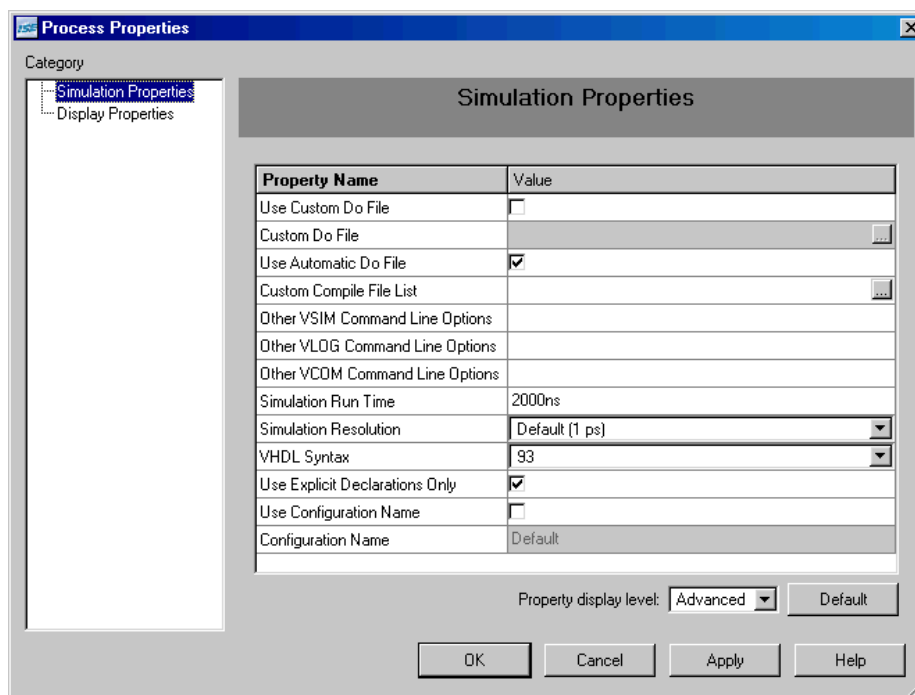 ISE Process Properties
Category
Simulation Properties
Display Properties
Simulation Properties
Property Name Value
Use Custom Do File
Custom Do File ...
Use Automatic Do File
Custom Compile File List ...
Other VSIM Command Line Options
Other VLOG Command Line Options
Other VCOM Command Line Options
Simulation Run Time 2000ns
Simulation Resolution Default (1 ps)
VHDL Syntax 93
Use Explicit Declarations Only
Use Configuration Name
Configuration Name Default
Property display level: Advanced Default
OK Cancel Apply Help